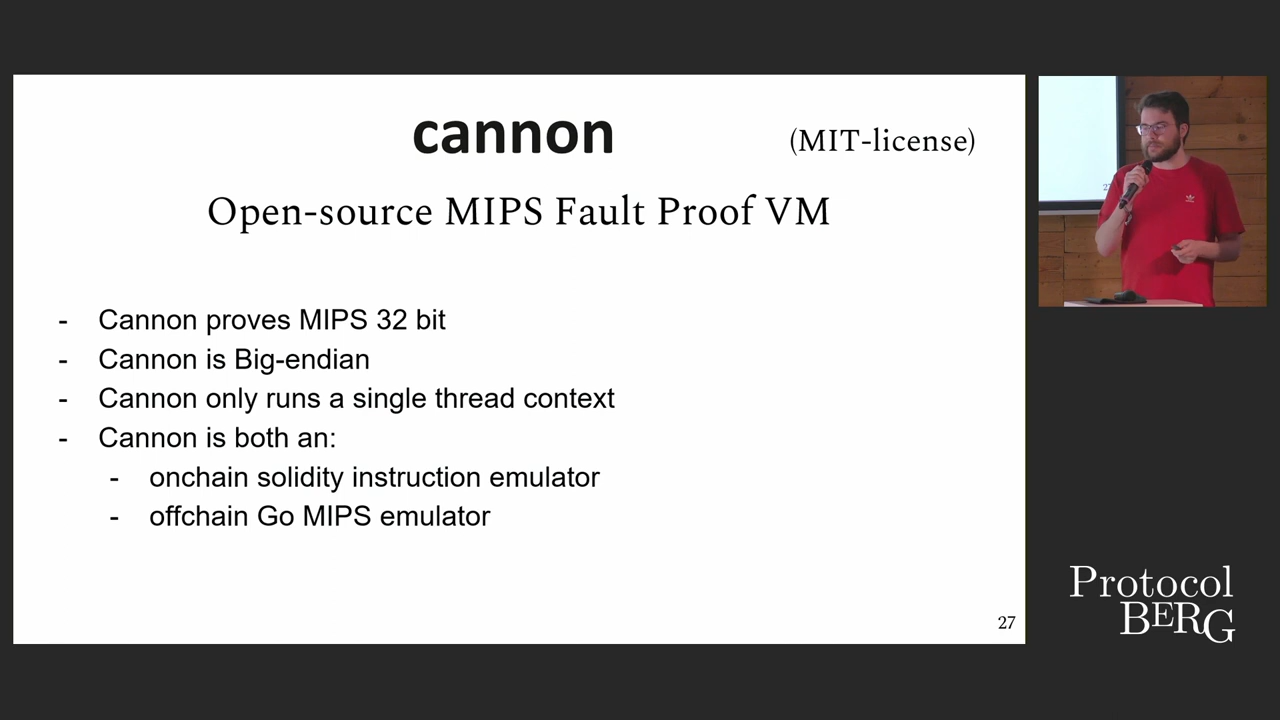 cannon
(MIT-license)
Open-source MIPS Fault Proof VM
- Cannon proves MIPS 32 bit
- Cannon is Big-endian
- Cannon only runs a single thread context
- Cannon is both an:
- onchain solidity instruction emulator
- offchain Go MIPS emulator
27
27
Protocol
BERG